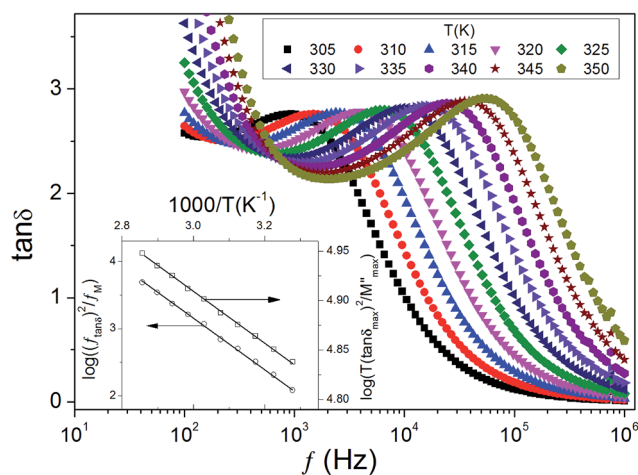 T(K)
305 310 315 320 325
330 335 340 345 350
tanδ
3
2
1
0
1000/T(K⁻¹)
2.8 3.0 3.2
log((f_tanδ)²/f_M)
4
3
2
4.95
4.90
4.85
4.80
log(T(tanδ_max)²/M"_max)
10¹ 10² 10³ 10⁴ 10⁵ 10⁶
f (Hz)